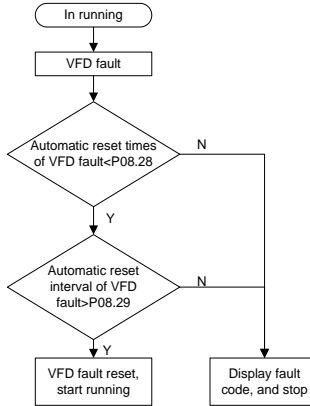 In running
VFD fault
Automatic reset times
of VFD fault<P08.28
N
Y
Automatic reset
interval of VFD
fault>P08.29
N
Y
VFD fault reset,
start running
Display fault
code, and stop